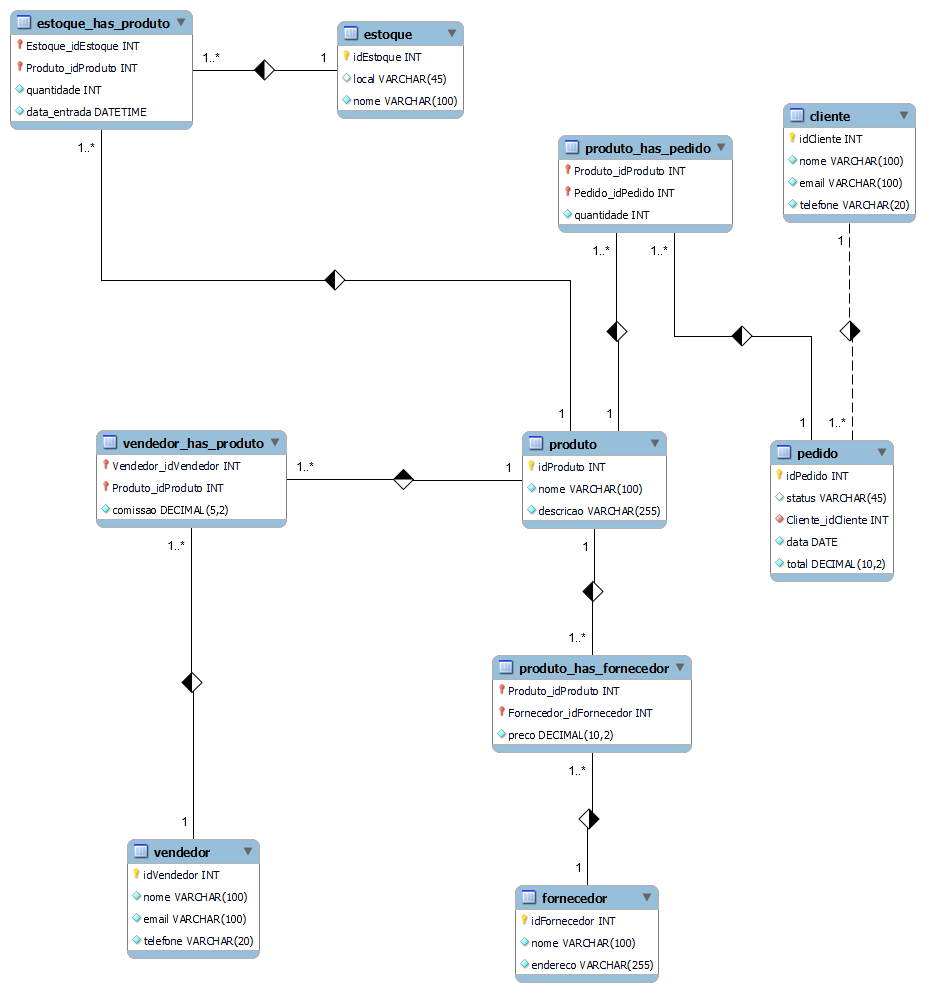 estoque_has_produto
Estoque_idEstoque INT
Produto_idProduto INT
quantidade INT
data_entrada DATETIME
1..*
1
1..*
estoque
idEstoque INT
local VARCHAR(45)
nome VARCHAR(100)
produto_has_pedido
Produto_idProduto INT
Pedido_idPedido INT
quantidade INT
1..*
1..*
cliente
idCliente INT
nome VARCHAR(100)
email VARCHAR(100)
telefone VARCHAR(20)
1
1
1
1
1..*
vendedor_has_produto
Vendedor_idVendedor INT
Produto_idProduto INT
comissao DECIMAL(5,2)
1..*
1
1..*
produto
idProduto INT
nome VARCHAR(100)
descricao VARCHAR(255)
1
pedido
idPedido INT
status VARCHAR(45)
Cliente_idCliente INT
data DATE
total DECIMAL(10,2)
1..*
produto_has_fornecedor
Produto_idProduto INT
Fornecedor_idFornecedor INT
preco DECIMAL(10,2)
1..*
1
1
vendedor
idVendedor INT
nome VARCHAR(100)
email VARCHAR(100)
telefone VARCHAR(20)
fornecedor
idFornecedor INT
nome VARCHAR(100)
endereco VARCHAR(255)